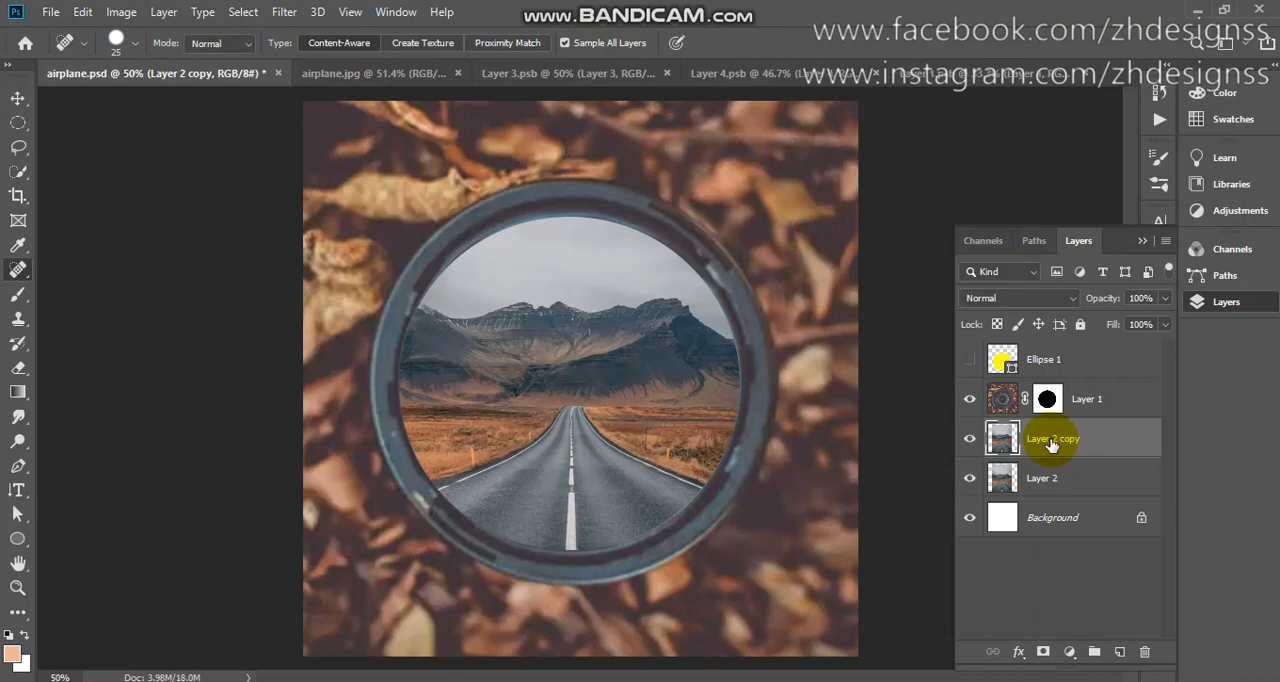 Ps File Edit Image Layer Type Select Filter 3D View Window Help
www.BANDICAM.com
www.facebook.com/zhdesignss
25 Mode: Normal Type: Content-Aware Create Texture Proximity Match Sample All Layers
airplane.psd @ 50% (Layer 2 copy, RGB/8#) * × airplane.jpg @ 51.4% (RGB/... × Layer 3.psb @ 50% (Layer 3, RGB/... × Layer 4.psb @ 46.7%
www.instagram.com/zhdesignss
Color
Swatches
Learn
Libraries
Adjustments
Channels
Paths
Layers
Channels Paths Layers
Kind
Normal Opacity: 100%
Lock: Fill: 100%
Ellipse 1
Layer 1
Layer 2 copy
Layer 2
Background
fx
50% Doc: 3.98M/18.0M